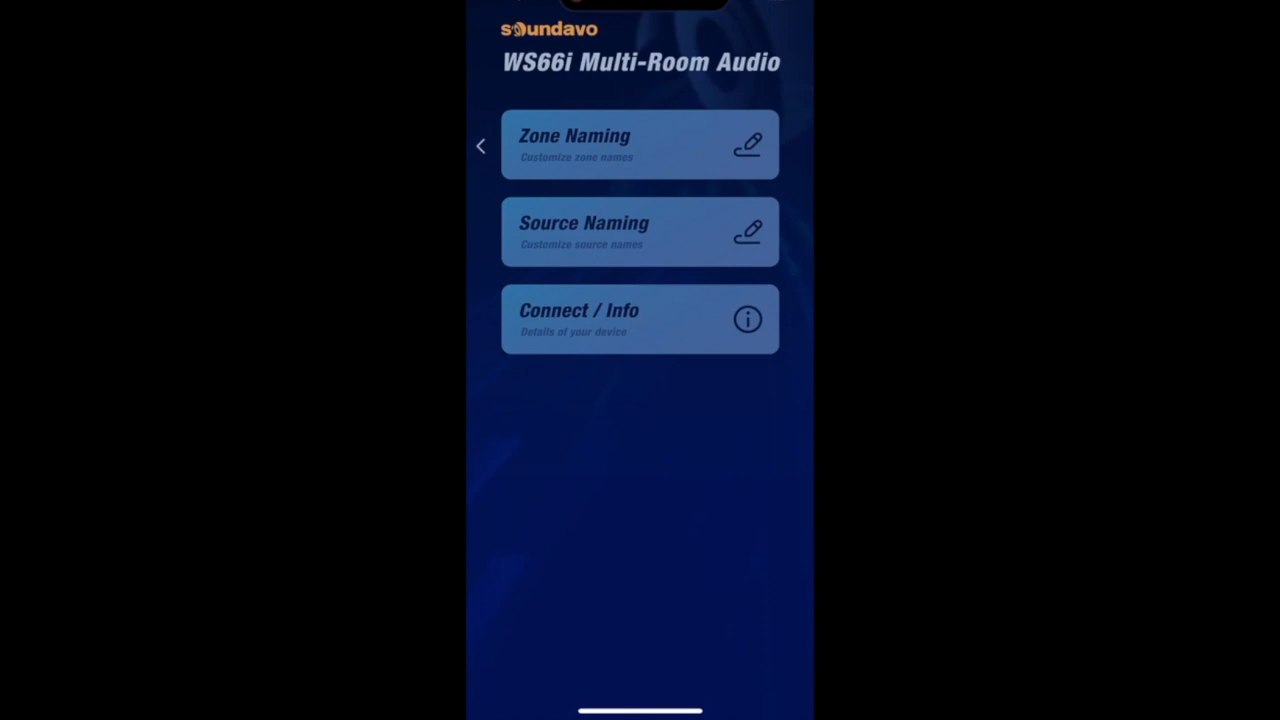 soundavo
WS66i Multi-Room Audio
Zone Naming
Customize zone names
Source Naming
Customize source names
Connect / Info
Details of your device